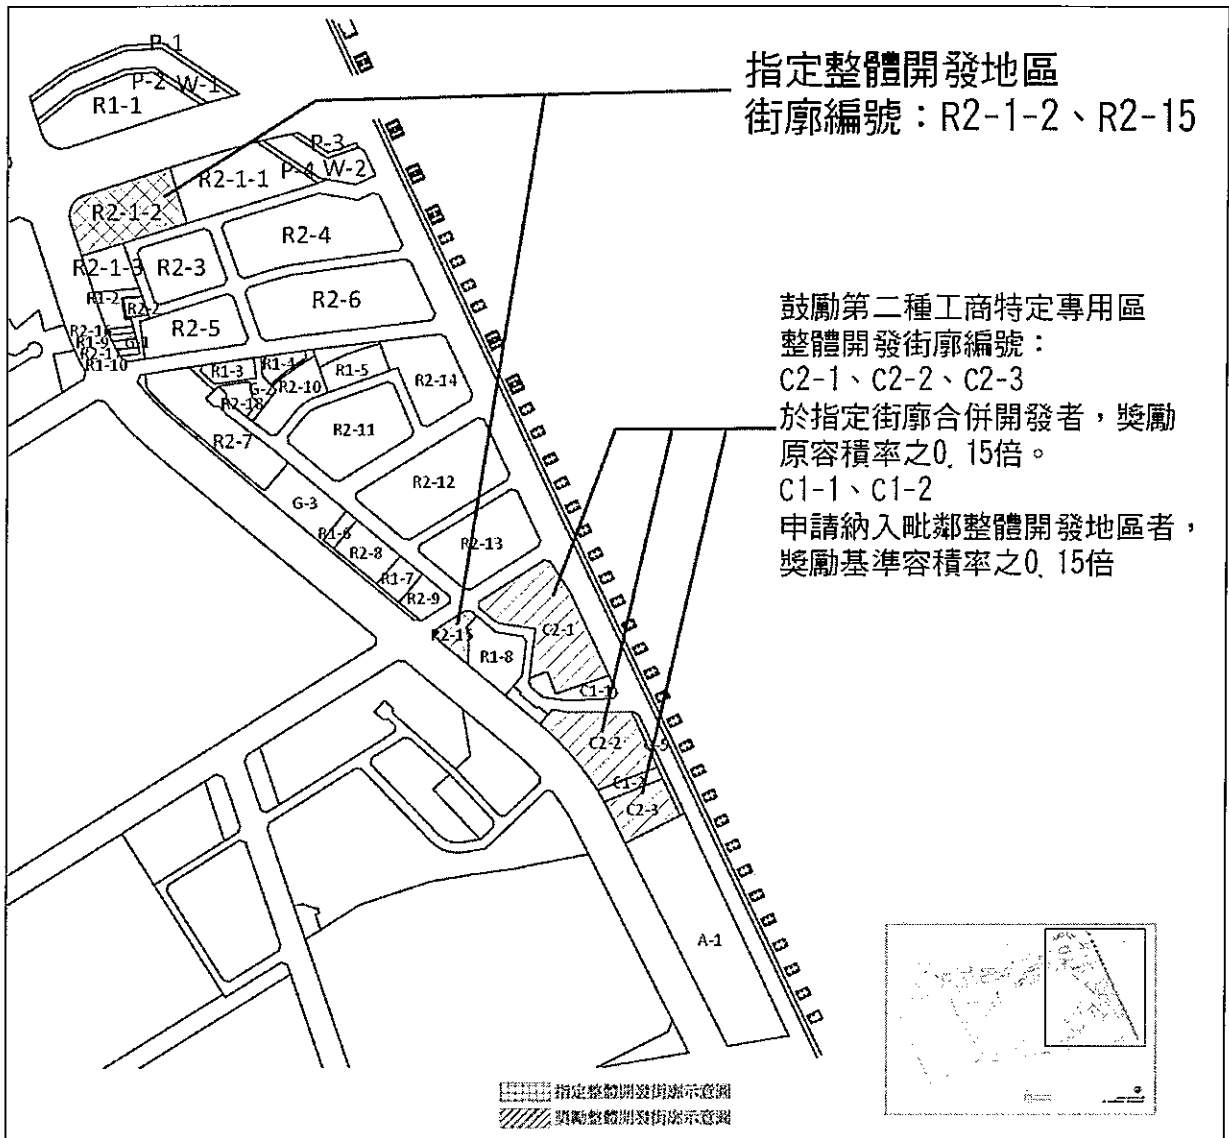 P-1
P-2
W-1
R1-1
指定整體開發地區
街廓編號：R2-1-2、R2-15
P-3
P-4
W-2
R2-1-1
R2-1-2
R2-4
R2-1-3
R2-3
R2-6
R1-2
R2-2
R2-5
R1-9
R1-10
R1-3
R1-4
R1-5
R2-10
R2-14
R2-18
R2-11
R2-7
R2-12
G-3
R1-6
R2-8
R2-13
R1-7
R2-9
R2-15
R1-8
C2-1
C1-1
C2-2
C2-3
A-1
鼓勵第二種工商特定專用區
整體開發街廓編號：
C2-1、C2-2、C2-3
於指定街廓合併開發者，獎勵
原容積率之0.15倍。
C1-1、C1-2
申請納入毗鄰整體開發地區者，
獎勵基準容積率之0.15倍
指定整體開發街廓示意圖
獎勵整體開發街廓示意圖